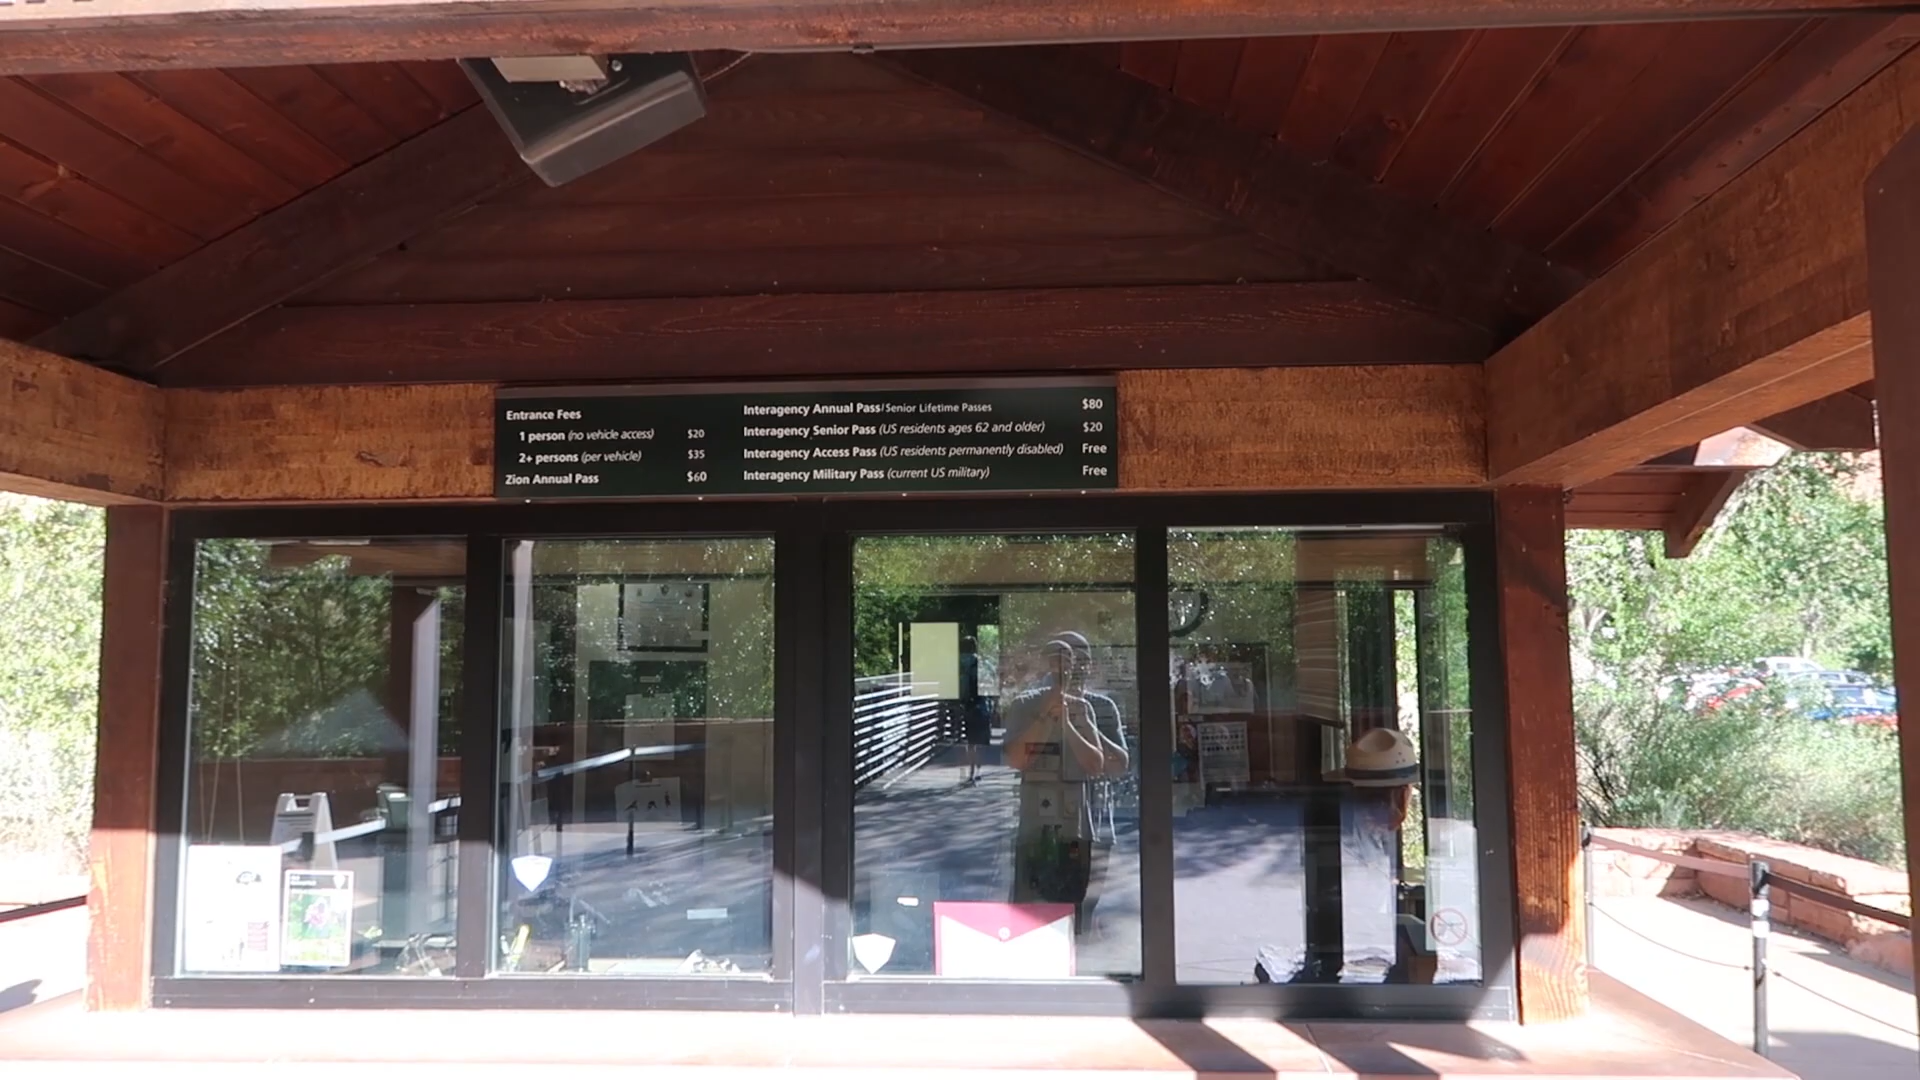 Entrance Fees
1 person (no vehicle access) $20
2+ persons (per vehicle) $35
Zion Annual Pass $60
Interagency Annual Pass/Senior Lifetime Passes $80
Interagency Senior Pass (US residents ages 62 and older) $20
Interagency Access Pass (US residents permanently disabled) Free
Interagency Military Pass (current US military) Free